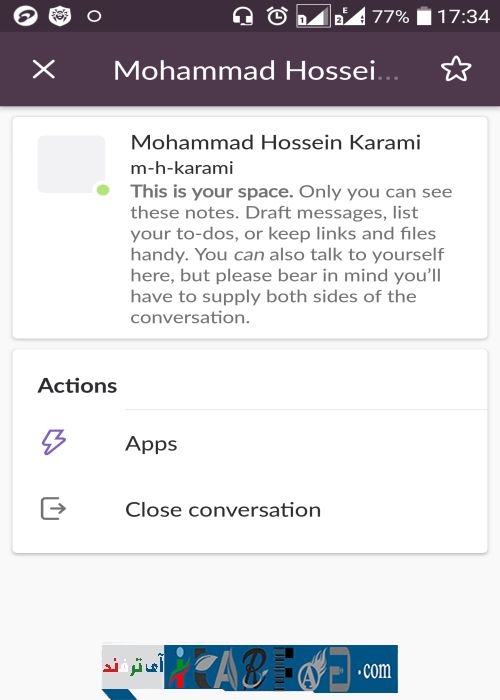 77% 17:34
Mohammad Hossei...
Mohammad Hossein Karami
m-h-karami
This is your space. Only you can see
these notes. Draft messages, list
your to-dos, or keep links and files
handy. You can also talk to yourself
here, but please bear in mind you’ll
have to supply both sides of the
conversation.
Actions
Apps
Close conversation
آی ترفند
.com